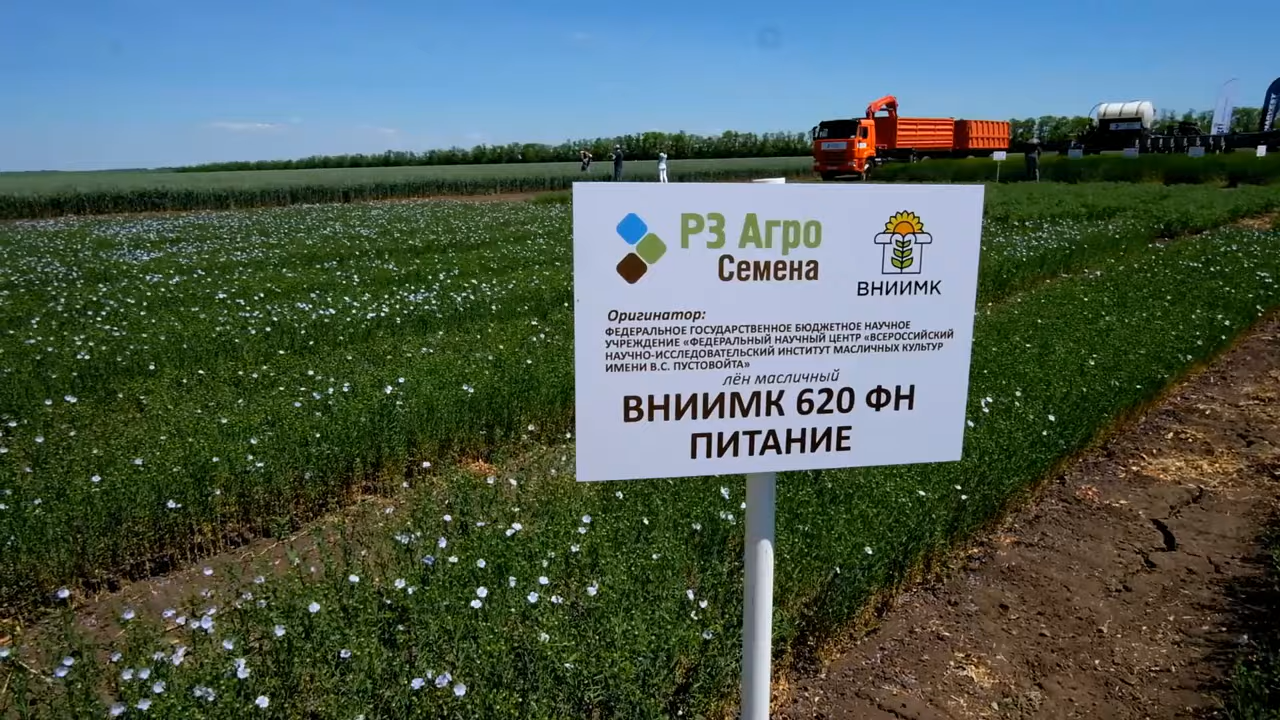 РЗ Агро
Семена
ВНИИМК
Оригинатор:
ФЕДЕРАЛЬНОЕ ГОСУДАРСТВЕННОЕ БЮДЖЕТНОЕ НАУЧНОЕ
УЧРЕЖДЕНИЕ «ФЕДЕРАЛЬНЫЙ НАУЧНЫЙ ЦЕНТР «ВСЕРОССИЙСКИЙ
НАУЧНО-ИССЛЕДОВАТЕЛЬСКИЙ ИНСТИТУТ МАСЛИЧНЫХ КУЛЬТУР
ИМЕНИ В.С. ПУСТОВОЙТА»
лён масличный
ВНИИМК 620 ФН
ПИТАНИЕ